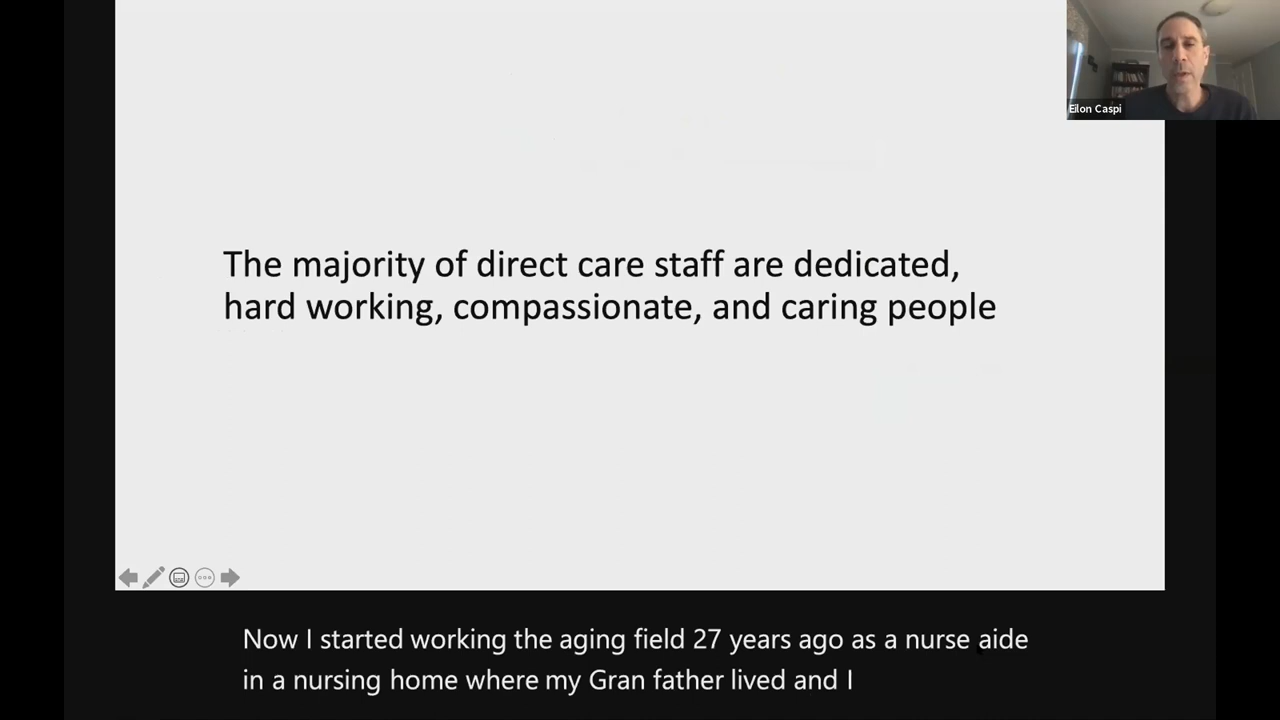 Eilon Caspi
The majority of direct care staff are dedicated,
hard working, compassionate, and caring people
Now I started working the aging field 27 years ago as a nurse aide
in a nursing home where my Gran father lived and I